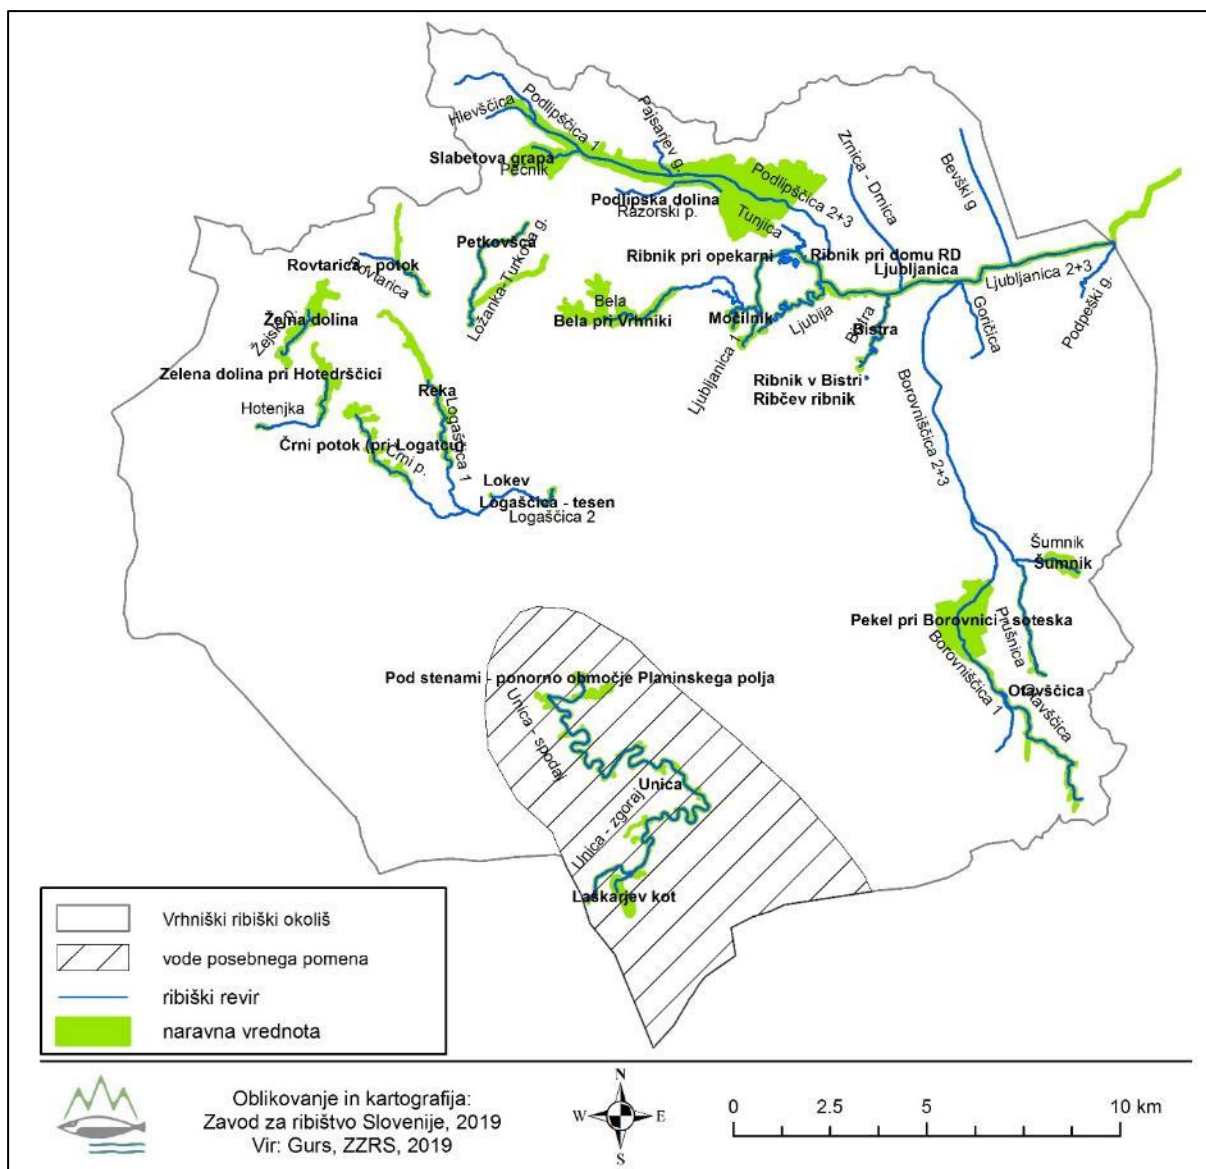 Hlevščica
Podlipščica 1
Pajsarjev g.
Slabetova grapa
Pečnik
Podlipska dolina
Razorski p.
Podlipščica 2+3
Tunjica
Zrnica - Drnica
Bevški g
Petkovšca
Ložanka-Turkova g.
Rovtarica - potok
Rovtarica
Ribnik pri opekarni
Ribnik pri domu RD
Ljubljanica
Ljubljanica 2+3
Podpeški g.
Goričica
Bela
Bela pri Vrhniki
Močilnik
Ljubija
Ljubljanica 1
Bistra
Bistra
Ribnik v Bistri
Ribčev ribnik
Borovniščica 2+3
Žejna dolina
Žejski p.
Zelena dolina pri Hotedrščici
Hotenjka
Reka
Logaščica 1
Črni potok (pri Logatcu)
Črni p.
Lokev
Logaščica - tesen
Logaščica 2
Šumnik
Šumnik
Pekel pri Borovnici - soteska
Prušnica
Borovniščica 1
Otavščica
Otavščica
Pod stenami - ponorno območje Planinskega polja
Unica - spodaj
Unica
Unica - zgoraj
Laškarjev kot
Vrhniški ribiški okoliš
vode posebnega pomena
ribiški revir
naravna vrednota
Oblikovanje in kartografija:
Zavod za ribištvo Slovenije, 2019
Vir: Gurs, ZZRS, 2019
N
W
E
S
0 2.5 5 10 km